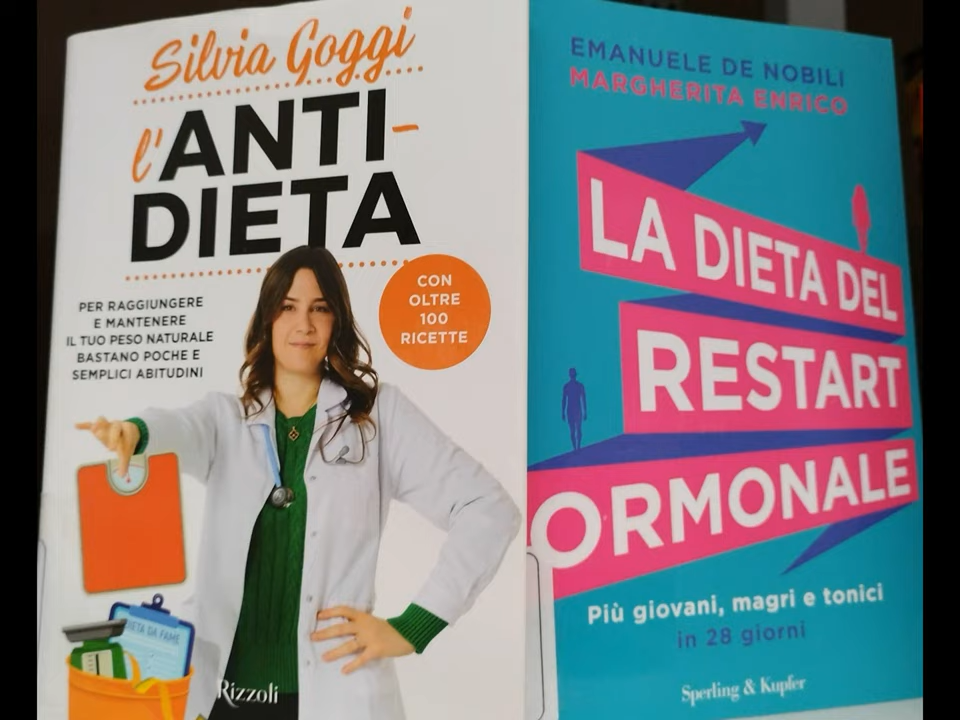 Silvia Goggi
l'ANTI-
DIETA
CON
OLTRE
100
RICETTE
PER RAGGIUNGERE
E MANTENERE
IL TUO PESO NATURALE
BASTANO POCHE E
SEMPLICI ABITUDINI
DIETA DA FAME
Rizzoli
EMANUELE DE NOBILI
MARGHERITA ENRICO
LA DIETA DEL
RESTART
ORMONALE
Più giovani, magri e tonici
in 28 giorni
Sperling & Kupfer